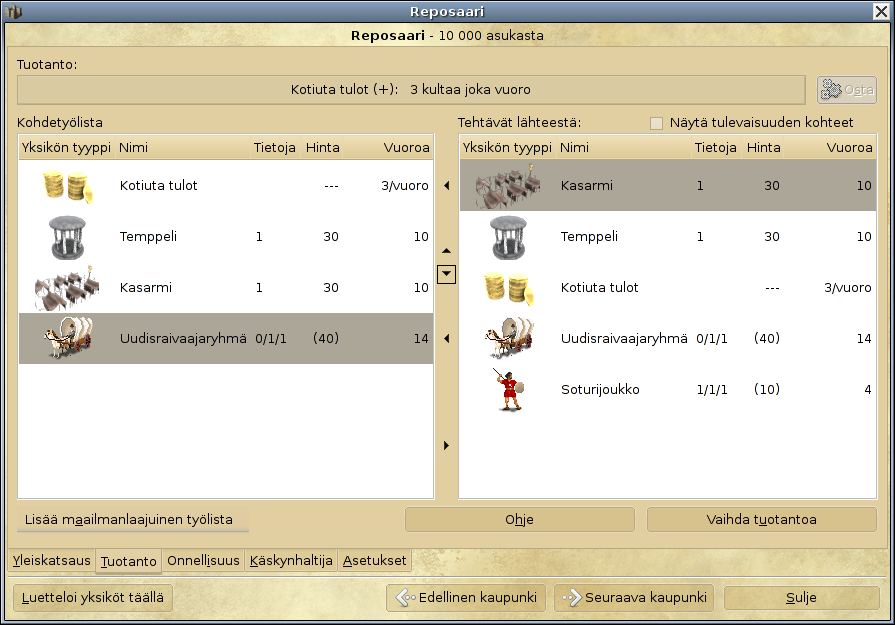 Reposaari
Reposaari - 10 000 asukasta
Tuotanto:
Kotiuta tulot (+): 3 kultaa joka vuoro
Osta
Kohdetyölista
Tehtävät lähteestä:
Näytä tulevaisuuden kohteet
Yksikön tyyppi Nimi Tietoja Hinta Vuoroa
Kotiuta tulot --- 3/vuoro
Temppeli 1 30 10
Kasarmi 1 30 10
Uudisraivaajaryhmä 0/1/1 (40) 14
Yksikön tyyppi Nimi Tietoja Hinta Vuoroa
Kasarmi 1 30 10
Temppeli 1 30 10
Kotiuta tulot --- 3/vuoro
Uudisraivaajaryhmä 0/1/1 (40) 14
Soturijoukko 1/1/1 (10) 4
Lisää maailmanlaajuinen työlista
Ohje
Vaihda tuotantoa
Yleiskatsaus Tuotanto Onnellisuus Käskynhaltija Asetukset
Luetteloi yksiköt täällä
Edellinen kaupunki
Seuraava kaupunki
Sulje